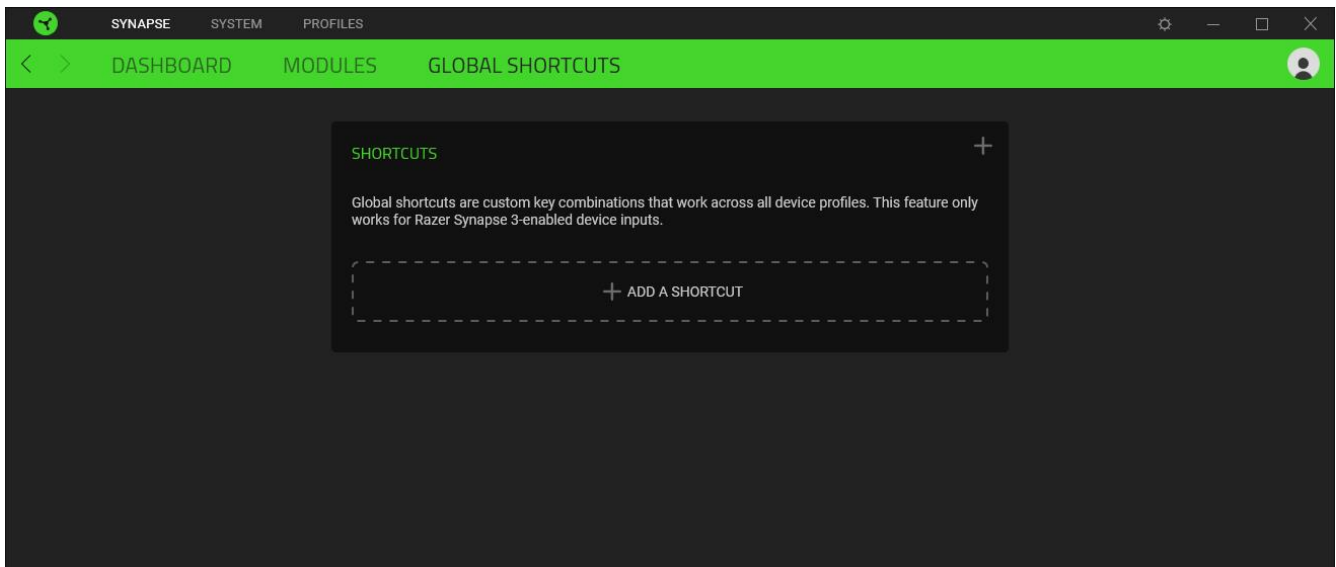 SYNAPSE SYSTEM PROFILES
DASHBOARD MODULES GLOBAL SHORTCUTS
SHORTCUTS
Global shortcuts are custom key combinations that work across all device profiles. This feature only
works for Razer Synapse 3-enabled device inputs.
ADD A SHORTCUT